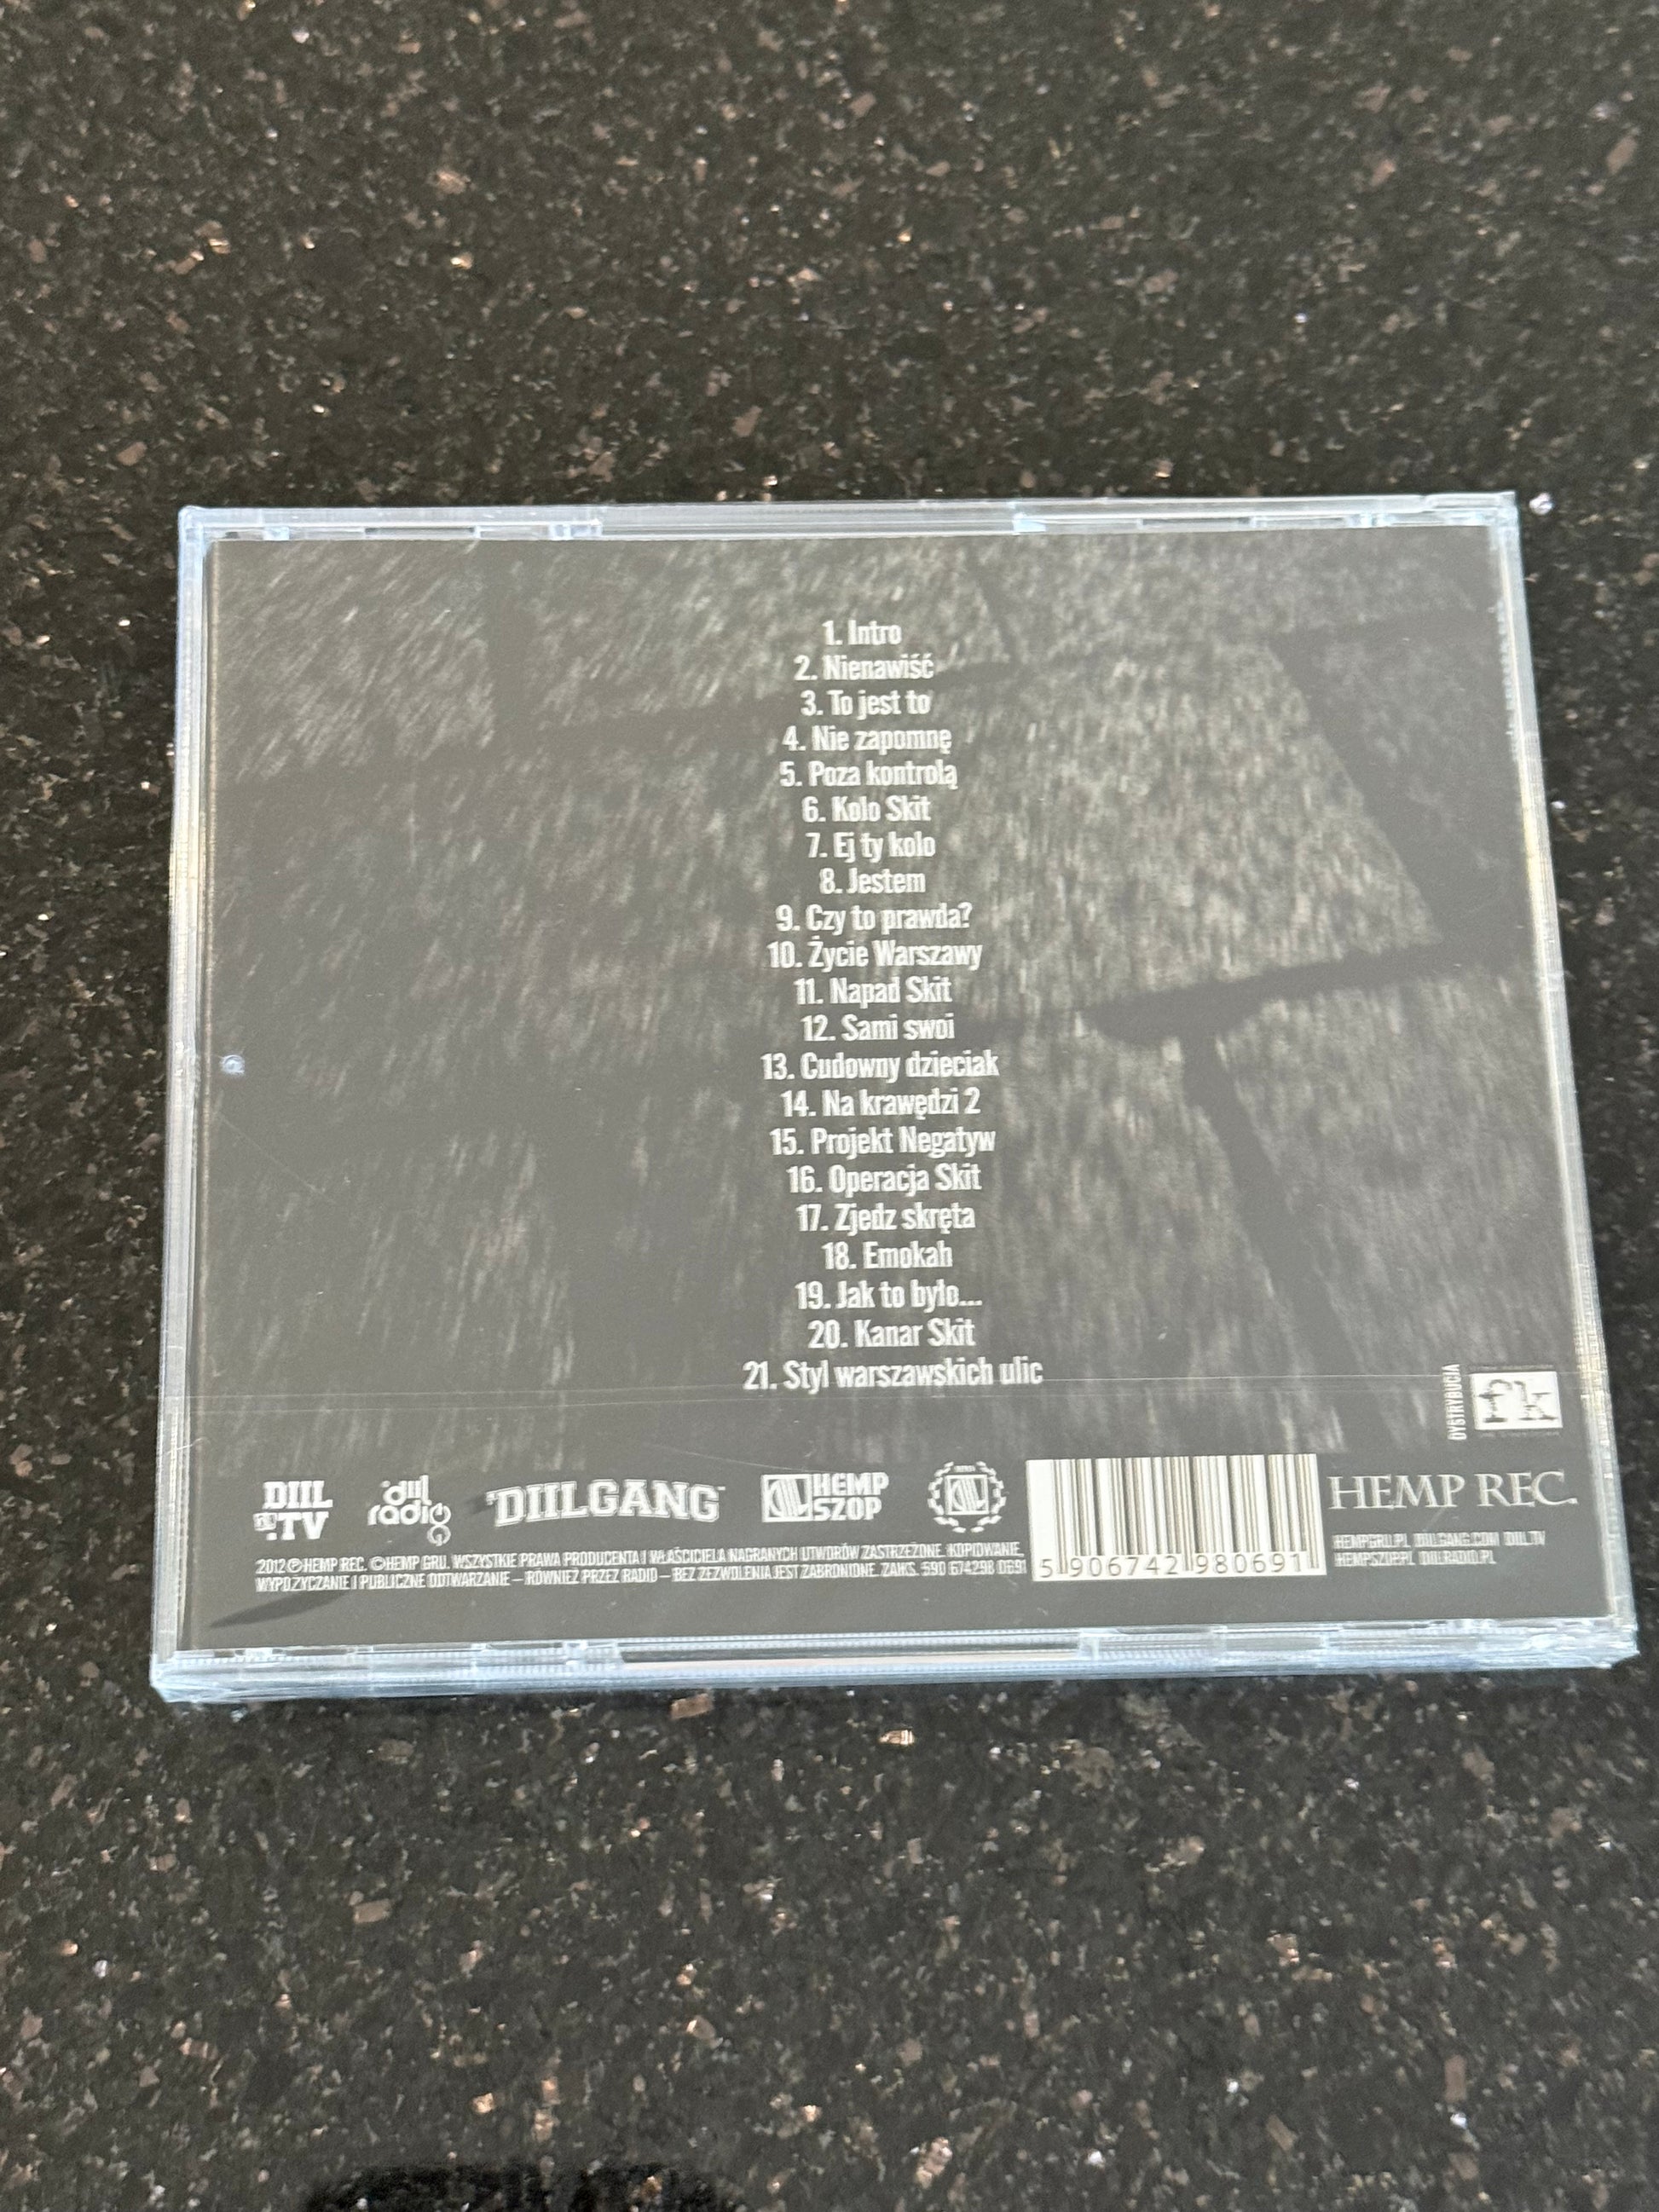 1. Intro
2. Nienawiść
3. To jest to
4. Nie zapomnę
5. Poza kontrolą
6. Kolo Skit
7. Ej ty kolo
8. Jestem
9. Czy to prawda?
10. Życie Warszawy
11. Napad Skit
12. Sami swoi
13. Cudowny dzieciak
14. Na krawędzi 2
15. Projekt Negatyw
16. Operacja Skit
17. Zjedz skręta
18. Emokah
19. Jak to było...
20. Kanar Skit
21. Styl warszawskich ulic
DYSTRYBUCJA
fk
DIIL
.TV
diil
radio
DIILGANG
HEMP
SZOP
HEMP REC.
HEMPGRU.PL DIILGANG.COM DIIL.TV
HEMPSZOP.PL DIILRADIO.PL
2012 ℗ HEMP REC. © HEMP GRU. WSZYSTKIE PRAWA PRODUCENTA I WŁAŚCICIELA NAGRANYCH UTWORÓW ZASTRZEŻONE. KOPIOWANIE,
WYPOŻYCZANIE I PUBLICZNE ODTWARZANIE – RÓWNIEŻ PRZEZ RADIO – BEZ ZEZWOLENIA JEST ZABRONIONE. ZAIKS. 590 674298 0691
5 906742 980691